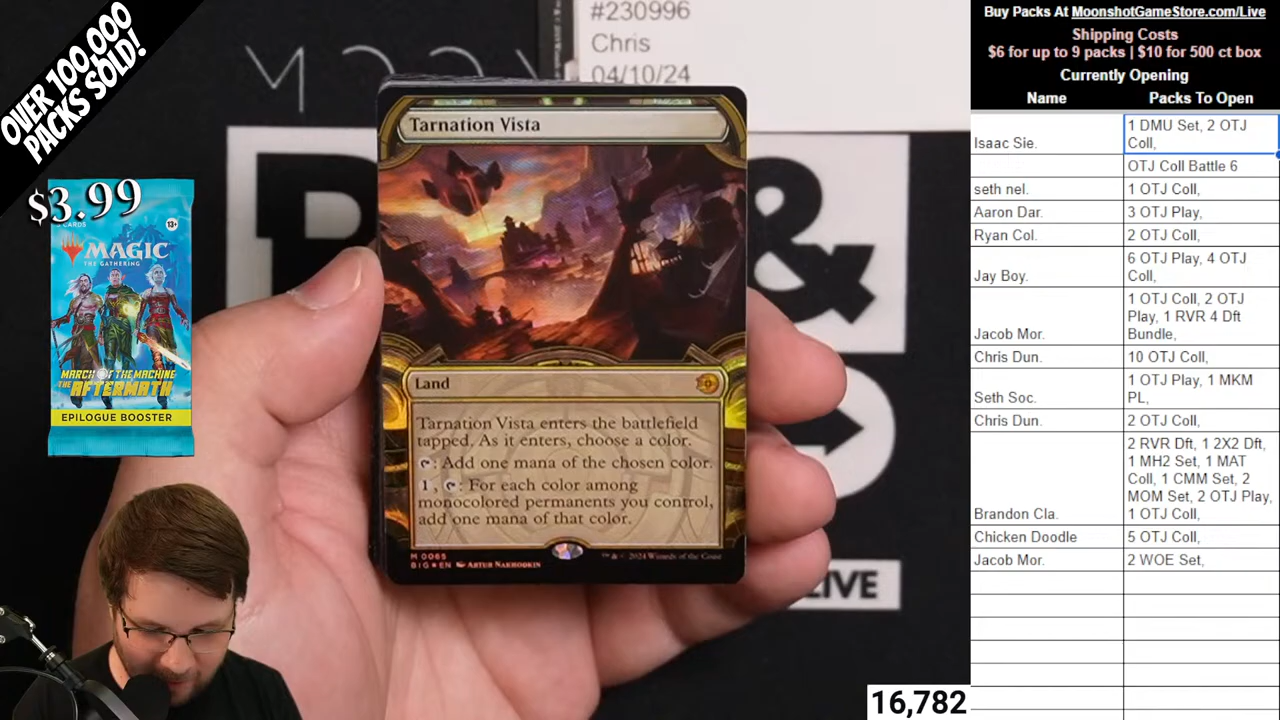 OVER 100,000
PACKS SOLD!
$3.99
CARDS
13+
MAGIC
THE GATHERING
MARCH OF THE MACHINE
THE AFTERMATH
EPILOGUE BOOSTER
#230996
Chris
04/10/24
&
LIVE
Tarnation Vista
Land
Tarnation Vista enters the battlefield
tapped. As it enters, choose a color.
: Add one mana of the chosen color.
1, : For each color among
monocolored permanents you control,
add one mana of that color.
M 0065
BIG ★ EN ARTUR NAKHODKIN
™ & © 2024 Wizards of the Coast
16,782
Buy Packs At MoonshotGameStore.com/Live
Shipping Costs
$6 for up to 9 packs | $10 for 500 ct box
Currently Opening
Name Packs To Open
Isaac Sie. 1 DMU Set, 2 OTJ
Coll,
OTJ Coll Battle 6
seth nel. 1 OTJ Coll,
Aaron Dar. 3 OTJ Play,
Ryan Col. 2 OTJ Coll,
Jay Boy. 6 OTJ Play, 4 OTJ
Coll,
Jacob Mor. 1 OTJ Coll, 2 OTJ
Play, 1 RVR 4 Dft
Bundle,
Chris Dun. 10 OTJ Coll,
Seth Soc. 1 OTJ Play, 1 MKM
PL,
Chris Dun. 2 OTJ Coll,
Brandon Cla. 2 RVR Dft, 1 2X2 Dft,
1 MH2 Set, 1 MAT
Coll, 1 CMM Set, 2
MOM Set, 2 OTJ Play,
1 OTJ Coll,
Chicken Doodle 5 OTJ Coll,
Jacob Mor. 2 WOE Set,